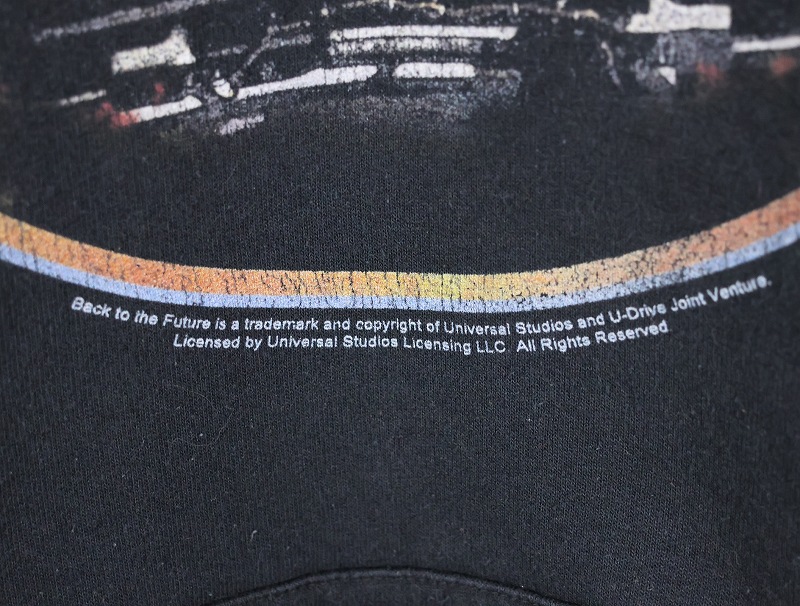 Back to the Future is a trademark and copyright of Universal Studios and U-Drive Joint Venture.
Licensed by Universal Studios Licensing LLC. All Rights Reserved.